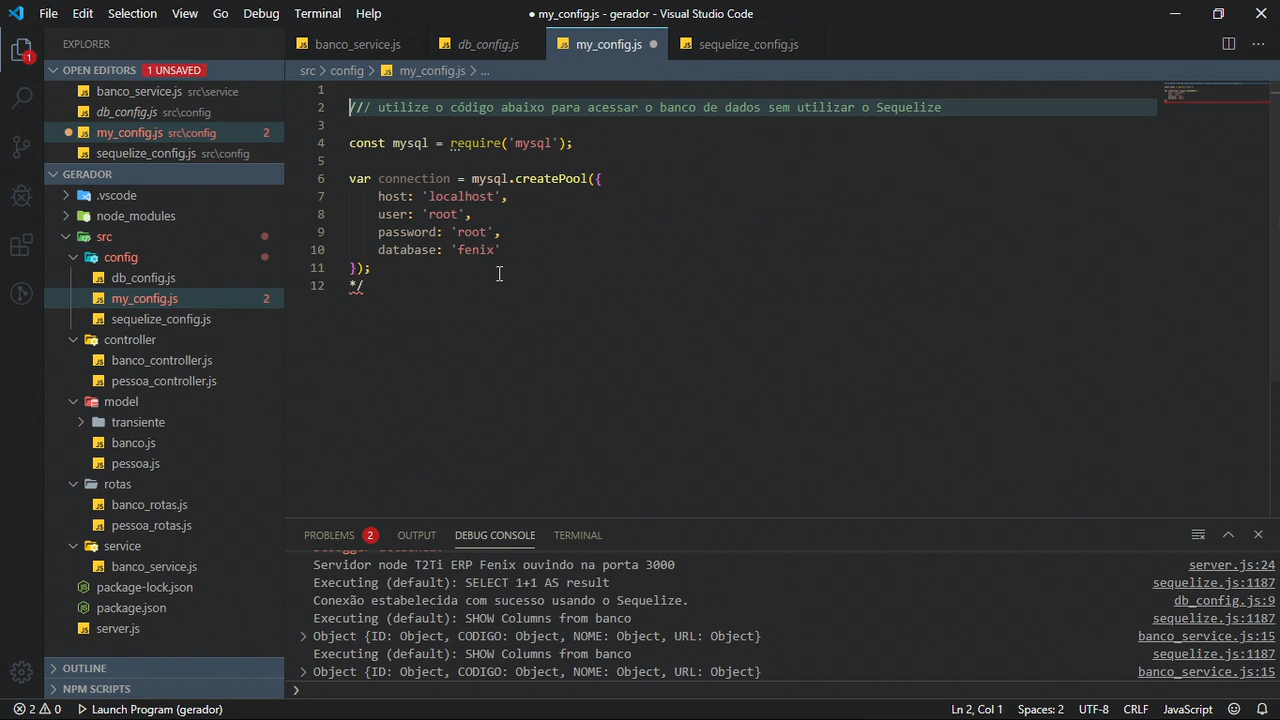 File Edit Selection View Go Debug Terminal Help
● my_config.js - gerador - Visual Studio Code
EXPLORER
OPEN EDITORS 1 UNSAVED
banco_service.js src\service
db_config.js src\config
my_config.js src\config 2
sequelize_config.js src\config
GERADOR
.vscode
node_modules
src
config
db_config.js
my_config.js 2
sequelize_config.js
controller
banco_controller.js
pessoa_controller.js
model
transiente
banco.js
pessoa.js
rotas
banco_rotas.js
pessoa_rotas.js
service
banco_service.js
package-lock.json
package.json
server.js
OUTLINE
NPM SCRIPTS
banco_service.js db_config.js my_config.js sequelize_config.js
src > config > my_config.js > ...
1
2 /// utilize o código abaixo para acessar o banco de dados sem utilizar o Sequelize
3
4 const mysql = require('mysql');
5
6 var connection = mysql.createPool({
7 host: 'localhost',
8 user: 'root',
9 password: 'root',
10 database: 'fenix'
11 });
12 */
PROBLEMS 2 OUTPUT DEBUG CONSOLE TERMINAL
Servidor node T2Ti ERP Fenix ouvindo na porta 3000 server.js:24
Executing (default): SELECT 1+1 AS result sequelize.js:1187
Conexão estabelecida com sucesso usando o Sequelize. db_config.js:9
Executing (default): SHOW Columns from banco sequelize.js:1187
> Object {ID: Object, CODIGO: Object, NOME: Object, URL: Object} banco_service.js:15
Executing (default): SHOW Columns from banco sequelize.js:1187
> Object {ID: Object, CODIGO: Object, NOME: Object, URL: Object} banco_service.js:15
2 0 Launch Program (gerador) Ln 2, Col 1 Spaces: 2 UTF-8 CRLF JavaScript